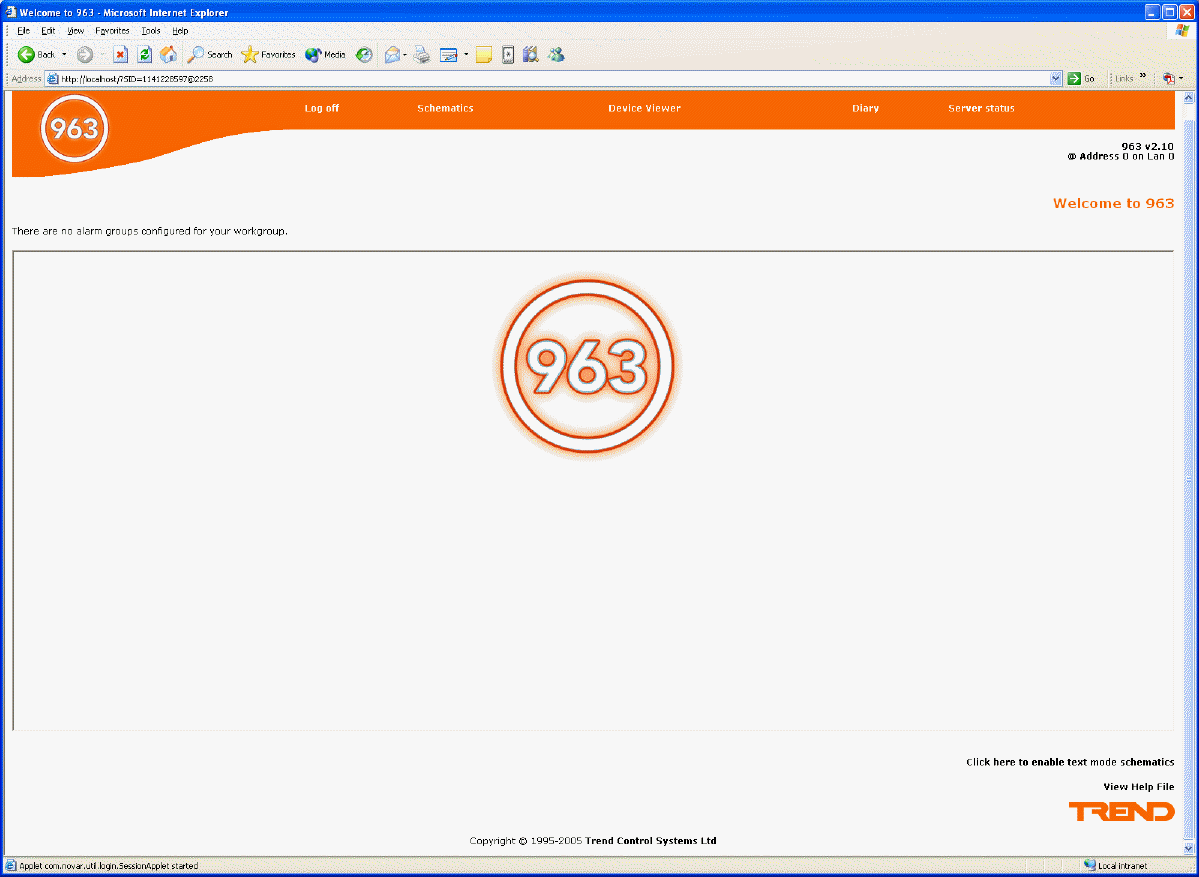 Welcome to 963 - Microsoft Internet Explorer
File Edit View Favorites Tools Help
Back Search Favorites Media
Address http://localhost/?SID=1141228597@2258 Go Links »
963 Log off Schematics Device Viewer Diary Server status
963 v2.10
@ Address 0 on Lan 0
Welcome to 963
There are no alarm groups configured for your workgroup.
963
Click here to enable text mode schematics
View Help File
TREND
Copyright © 1995-2005 Trend Control Systems Ltd
Applet com.novar.util.login.SessionApplet started Local intranet